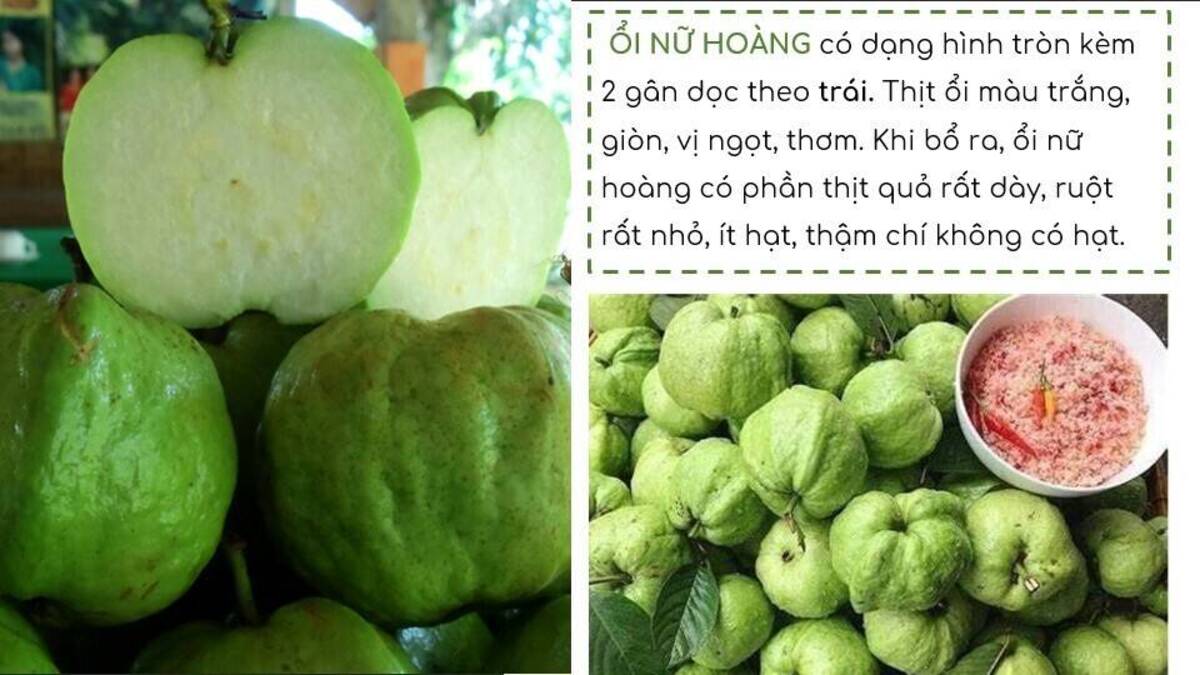 ỔI NỮ HOÀNG có dạng hình tròn kèm
2 gân dọc theo trái. Thịt ổi màu trắng,
giòn, vị ngọt, thơm. Khi bổ ra, ổi nữ
hoàng có phần thịt quả rất dày, ruột
rất nhỏ, ít hạt, thậm chí không có hạt.